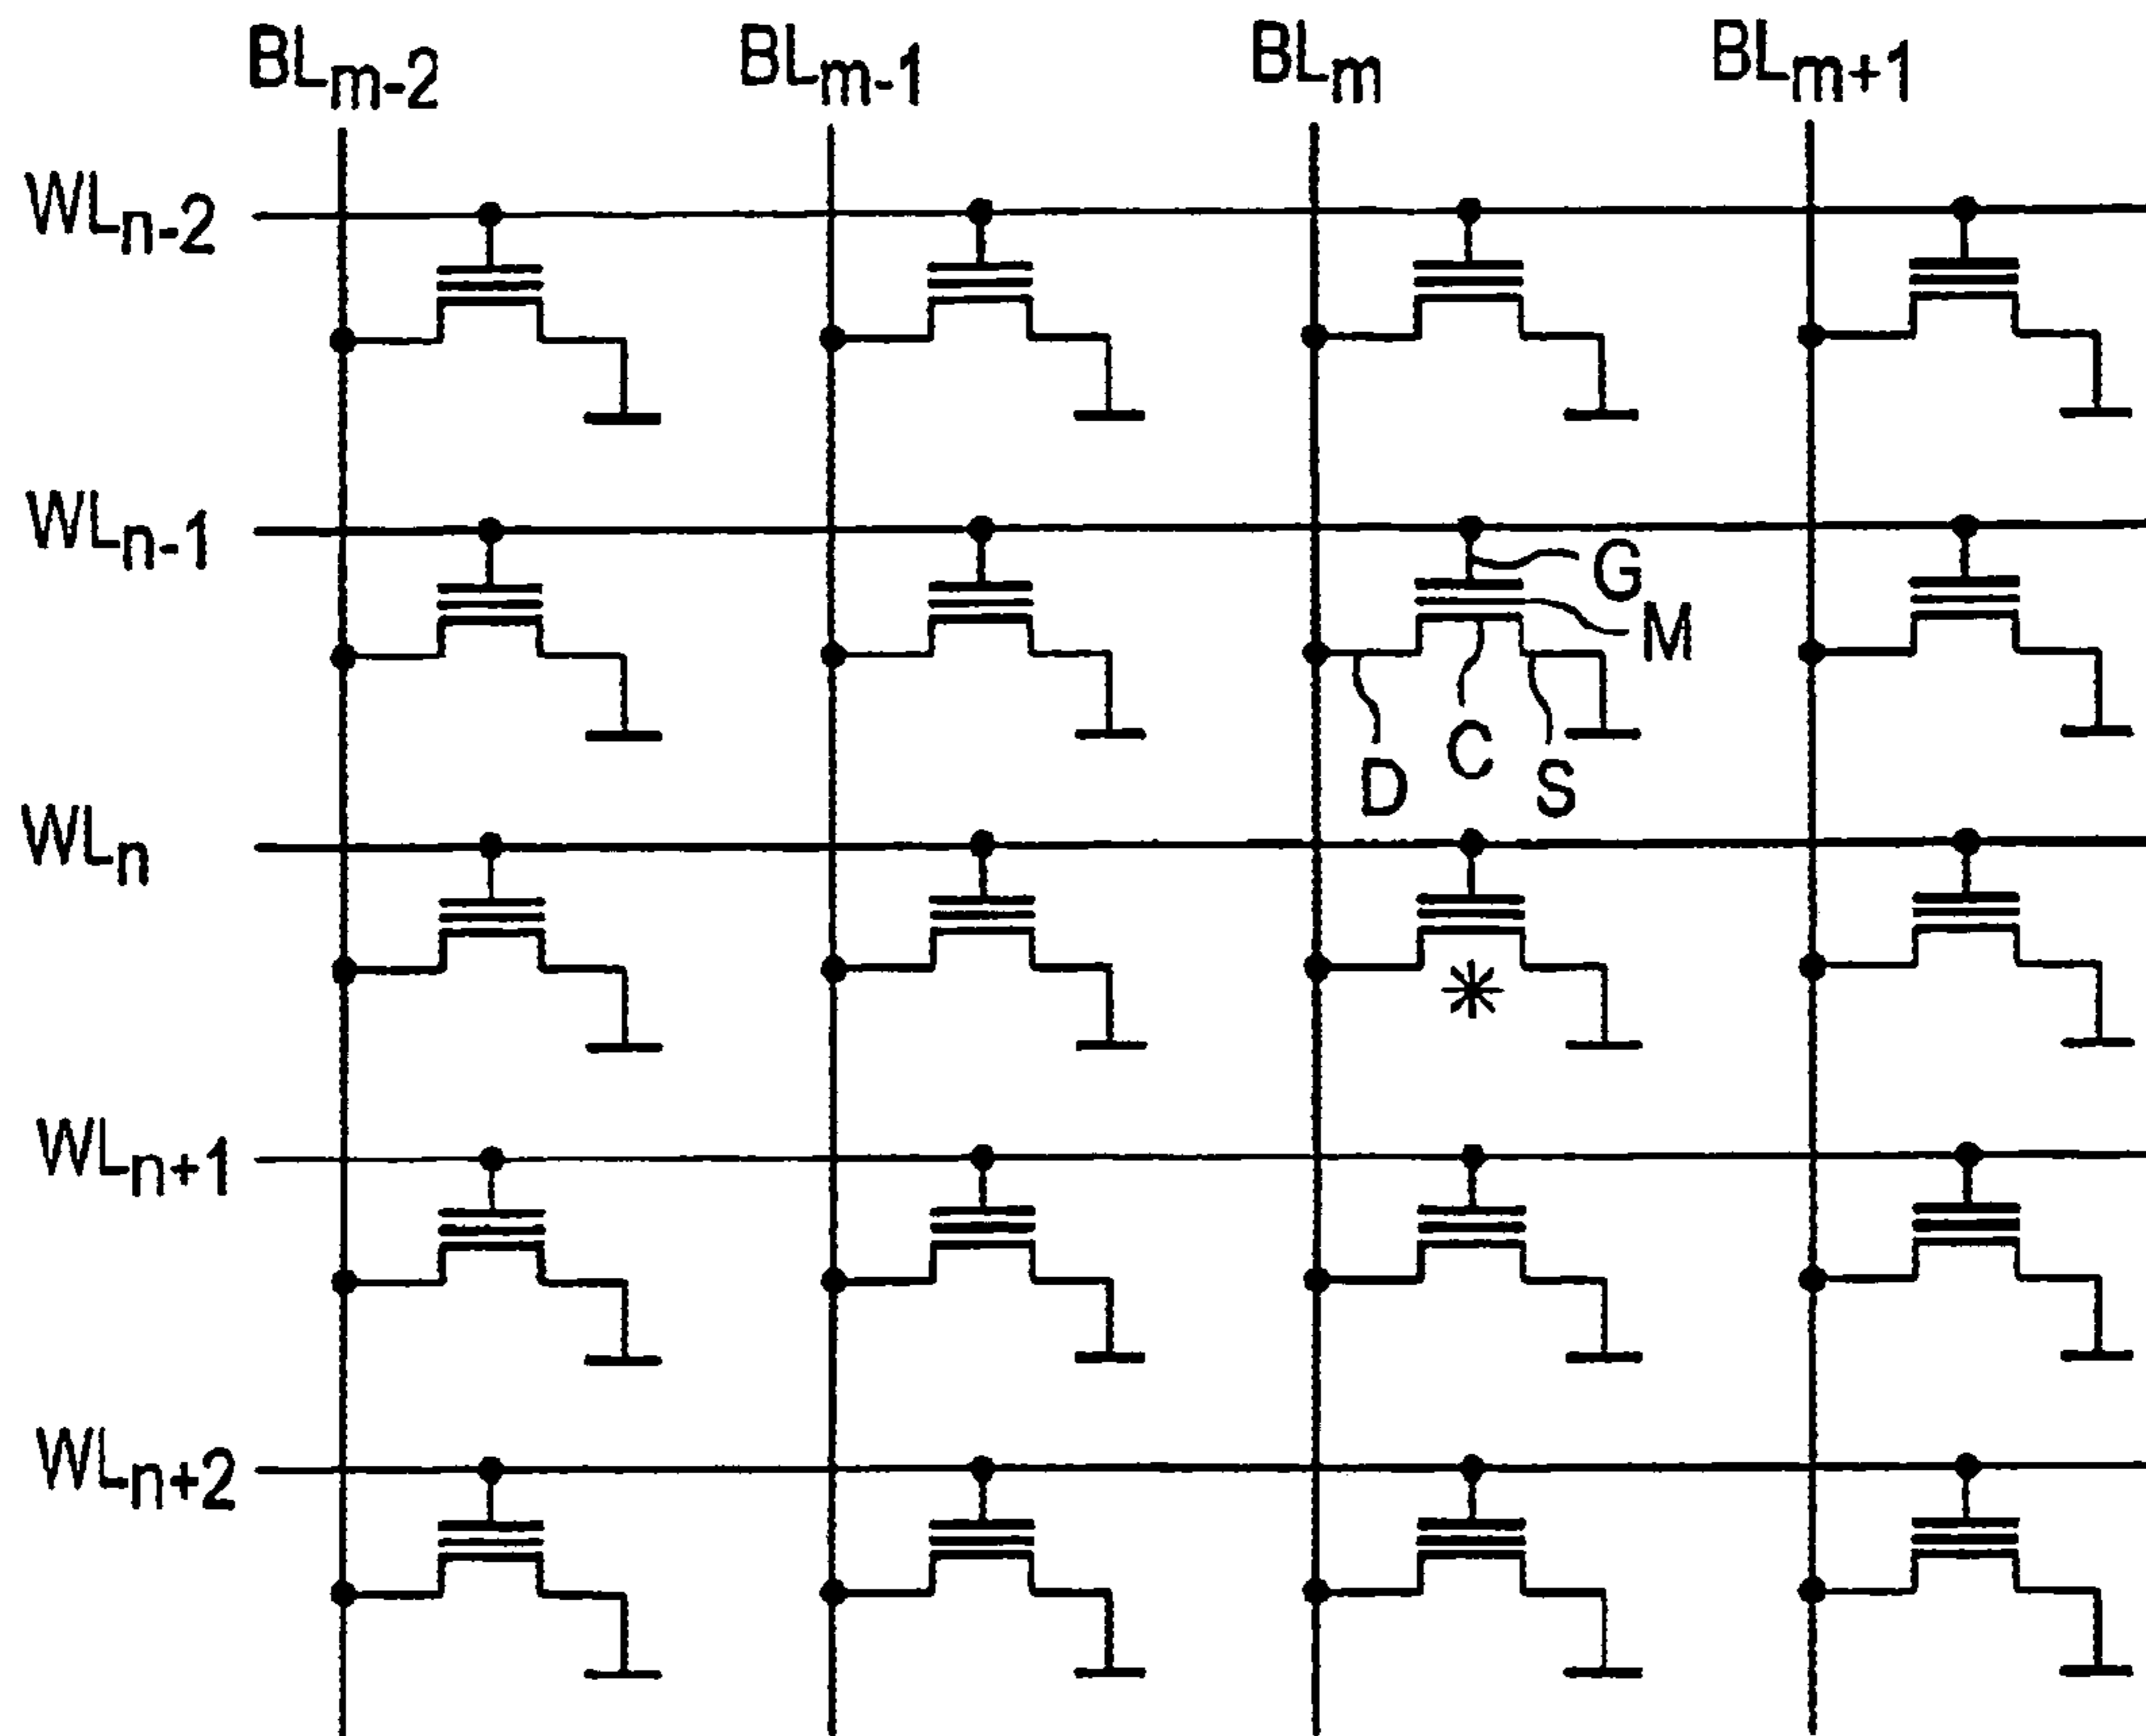 BLm-2 BLm-1 BLm BLm+1
WLn-2
WLn-1
G
M
D C S
WLn
*
WLn+1
WLn+2